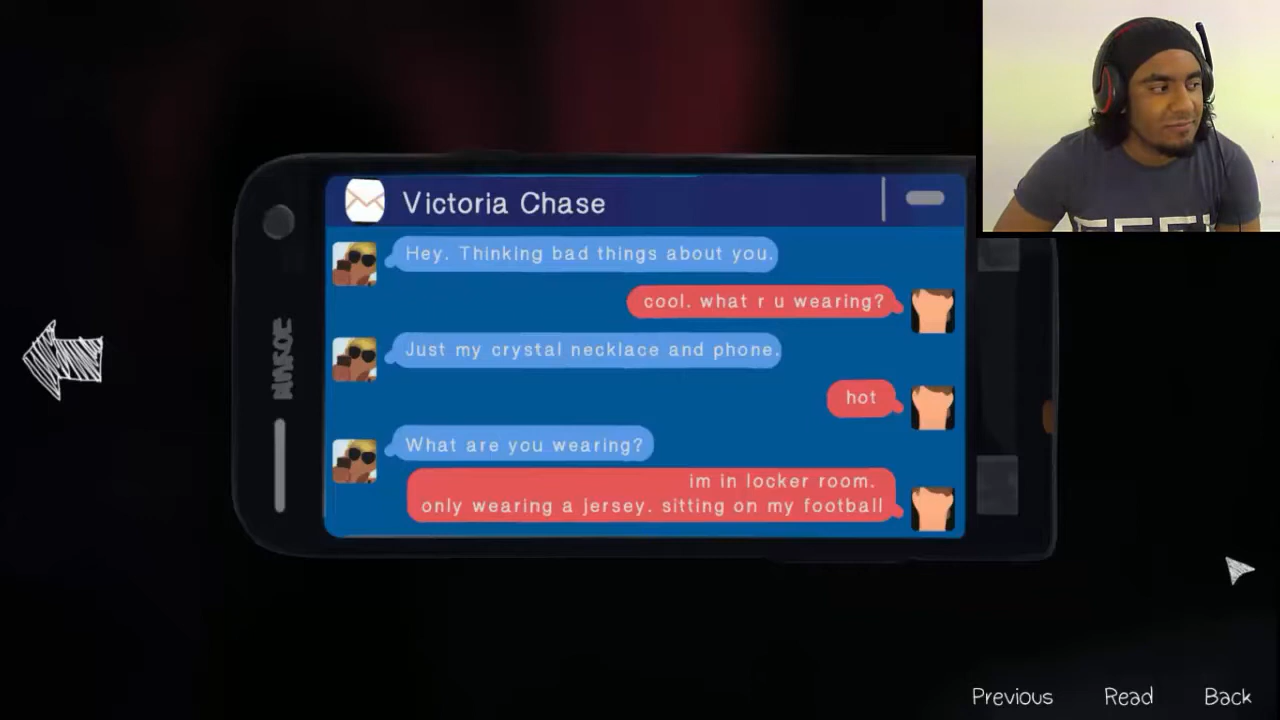 Victoria Chase
Hey. Thinking bad things about you.
cool. what r u wearing?
Just my crystal necklace and phone.
hot
What are you wearing?
im in locker room.
only wearing a jersey. sitting on my football
Previous
Read
Back